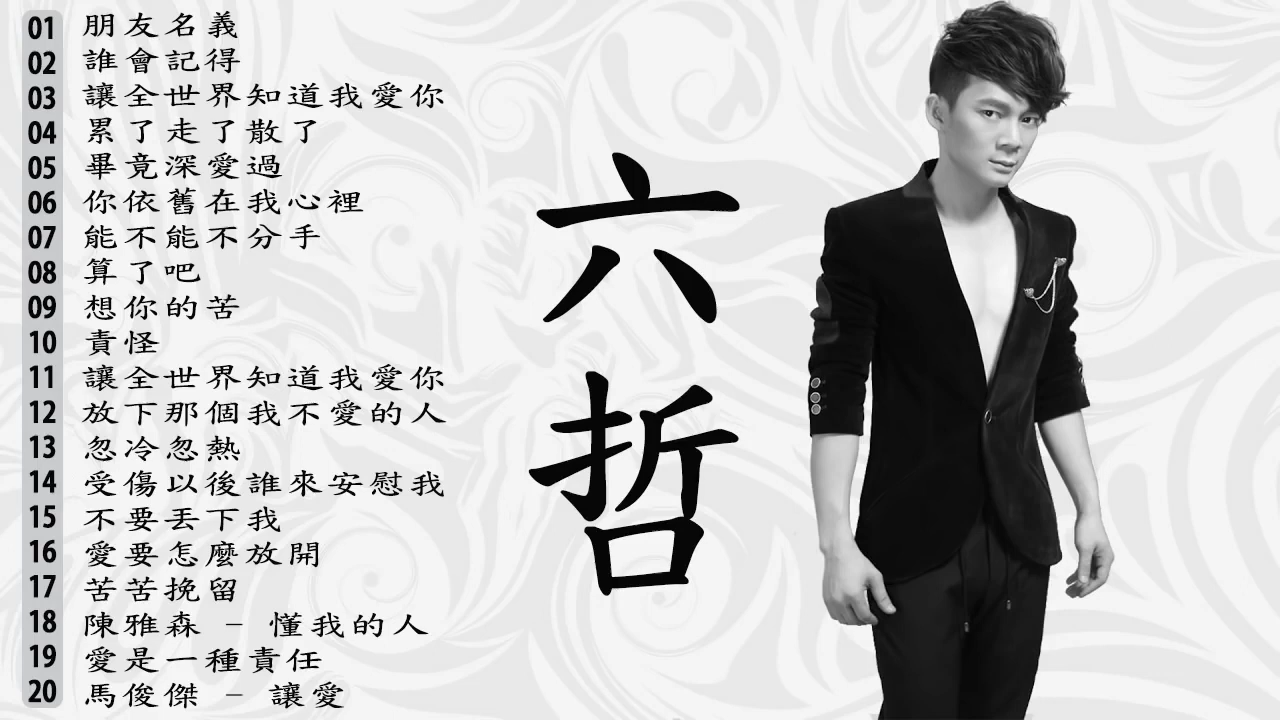 01 朋友名義
02 誰會記得
03 讓全世界知道我愛你
04 累了走了散了
05 畢竟深愛過
06 你依舊在我心裡
07 能不能不分手
08 算了吧
09 想你的苦
10 責怪
11 讓全世界知道我愛你
12 放下那個我不愛的人
13 忽冷忽熱
14 受傷以後誰來安慰我
15 不要丟下我
16 愛要怎麼放開
17 苦苦挽留
18 陳雅森 - 懂我的人
19 愛是一種責任
20 馬俊傑 - 讓愛
六哲